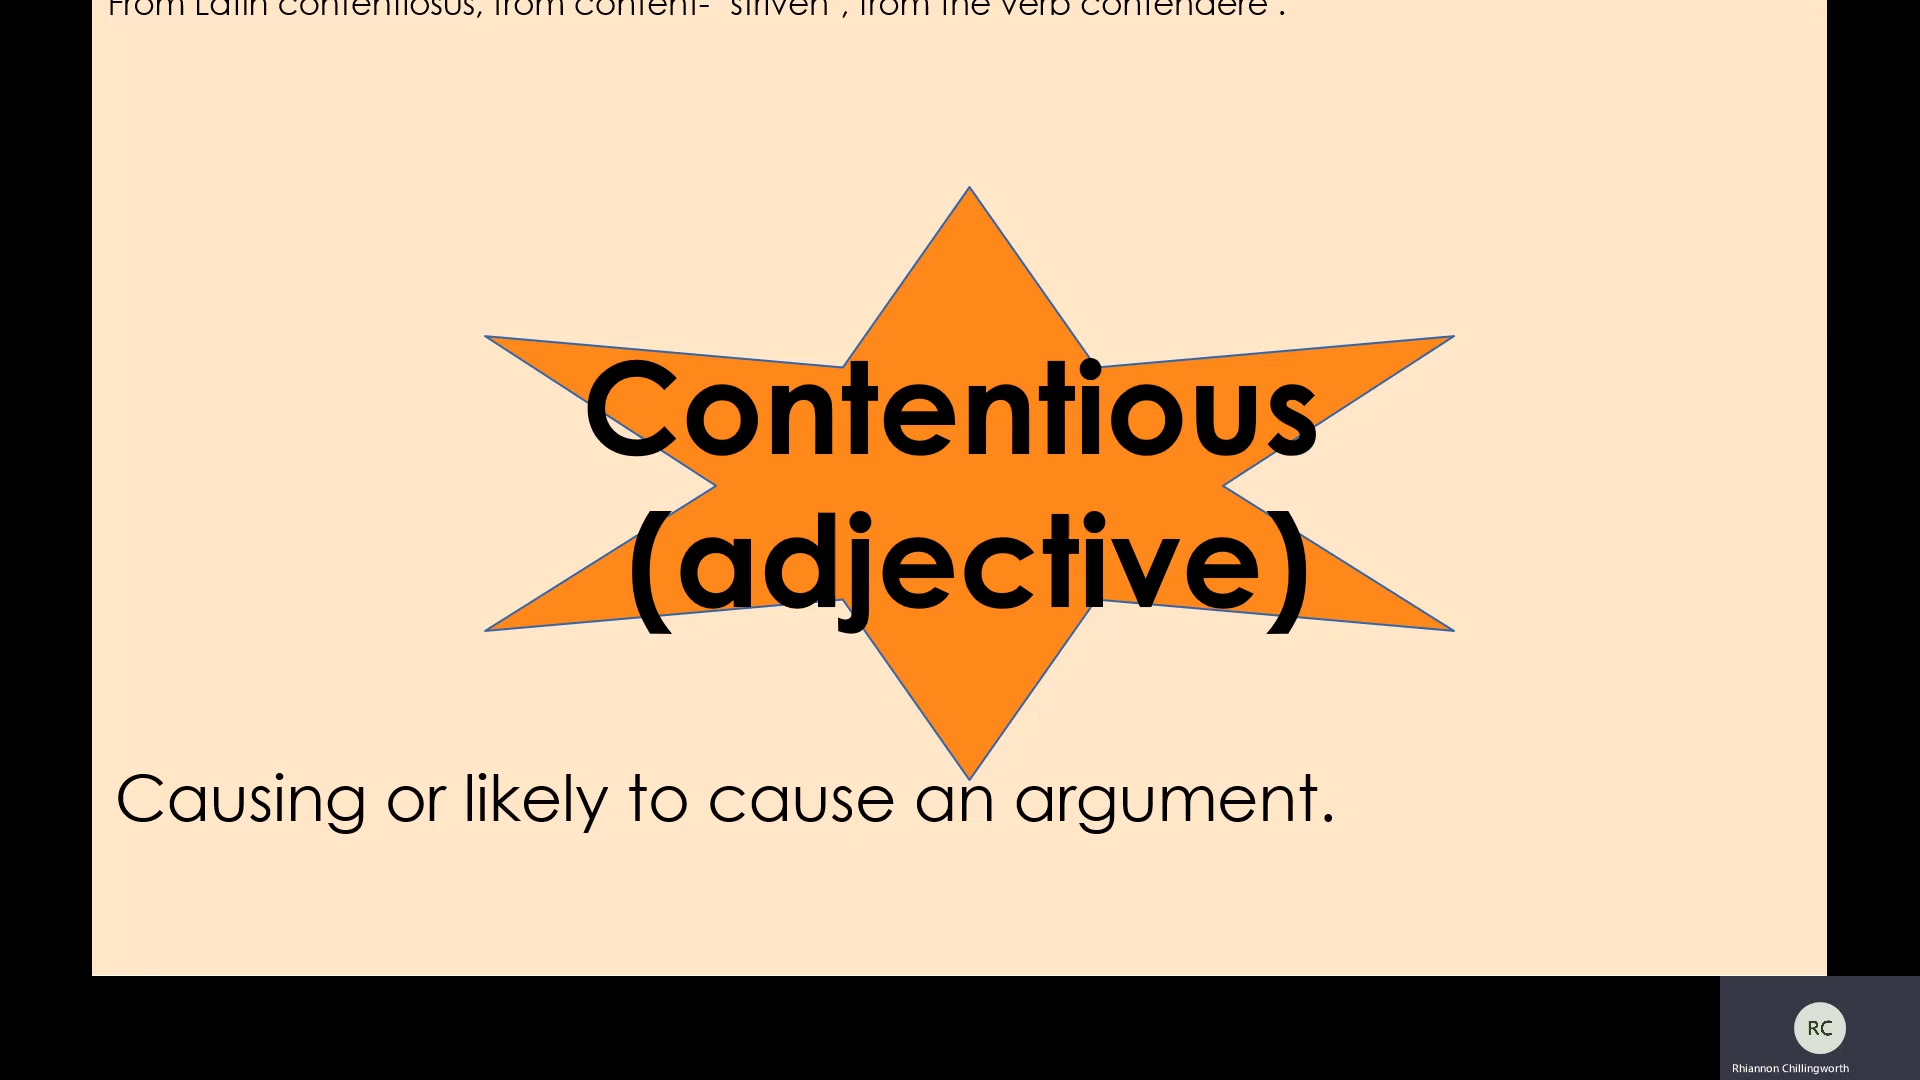 From Latin contentiosus, from content- 'striven', from the verb contendere'.
Contentious
(adjective)
Causing or likely to cause an argument.
RC
Rhiannon Chillingworth